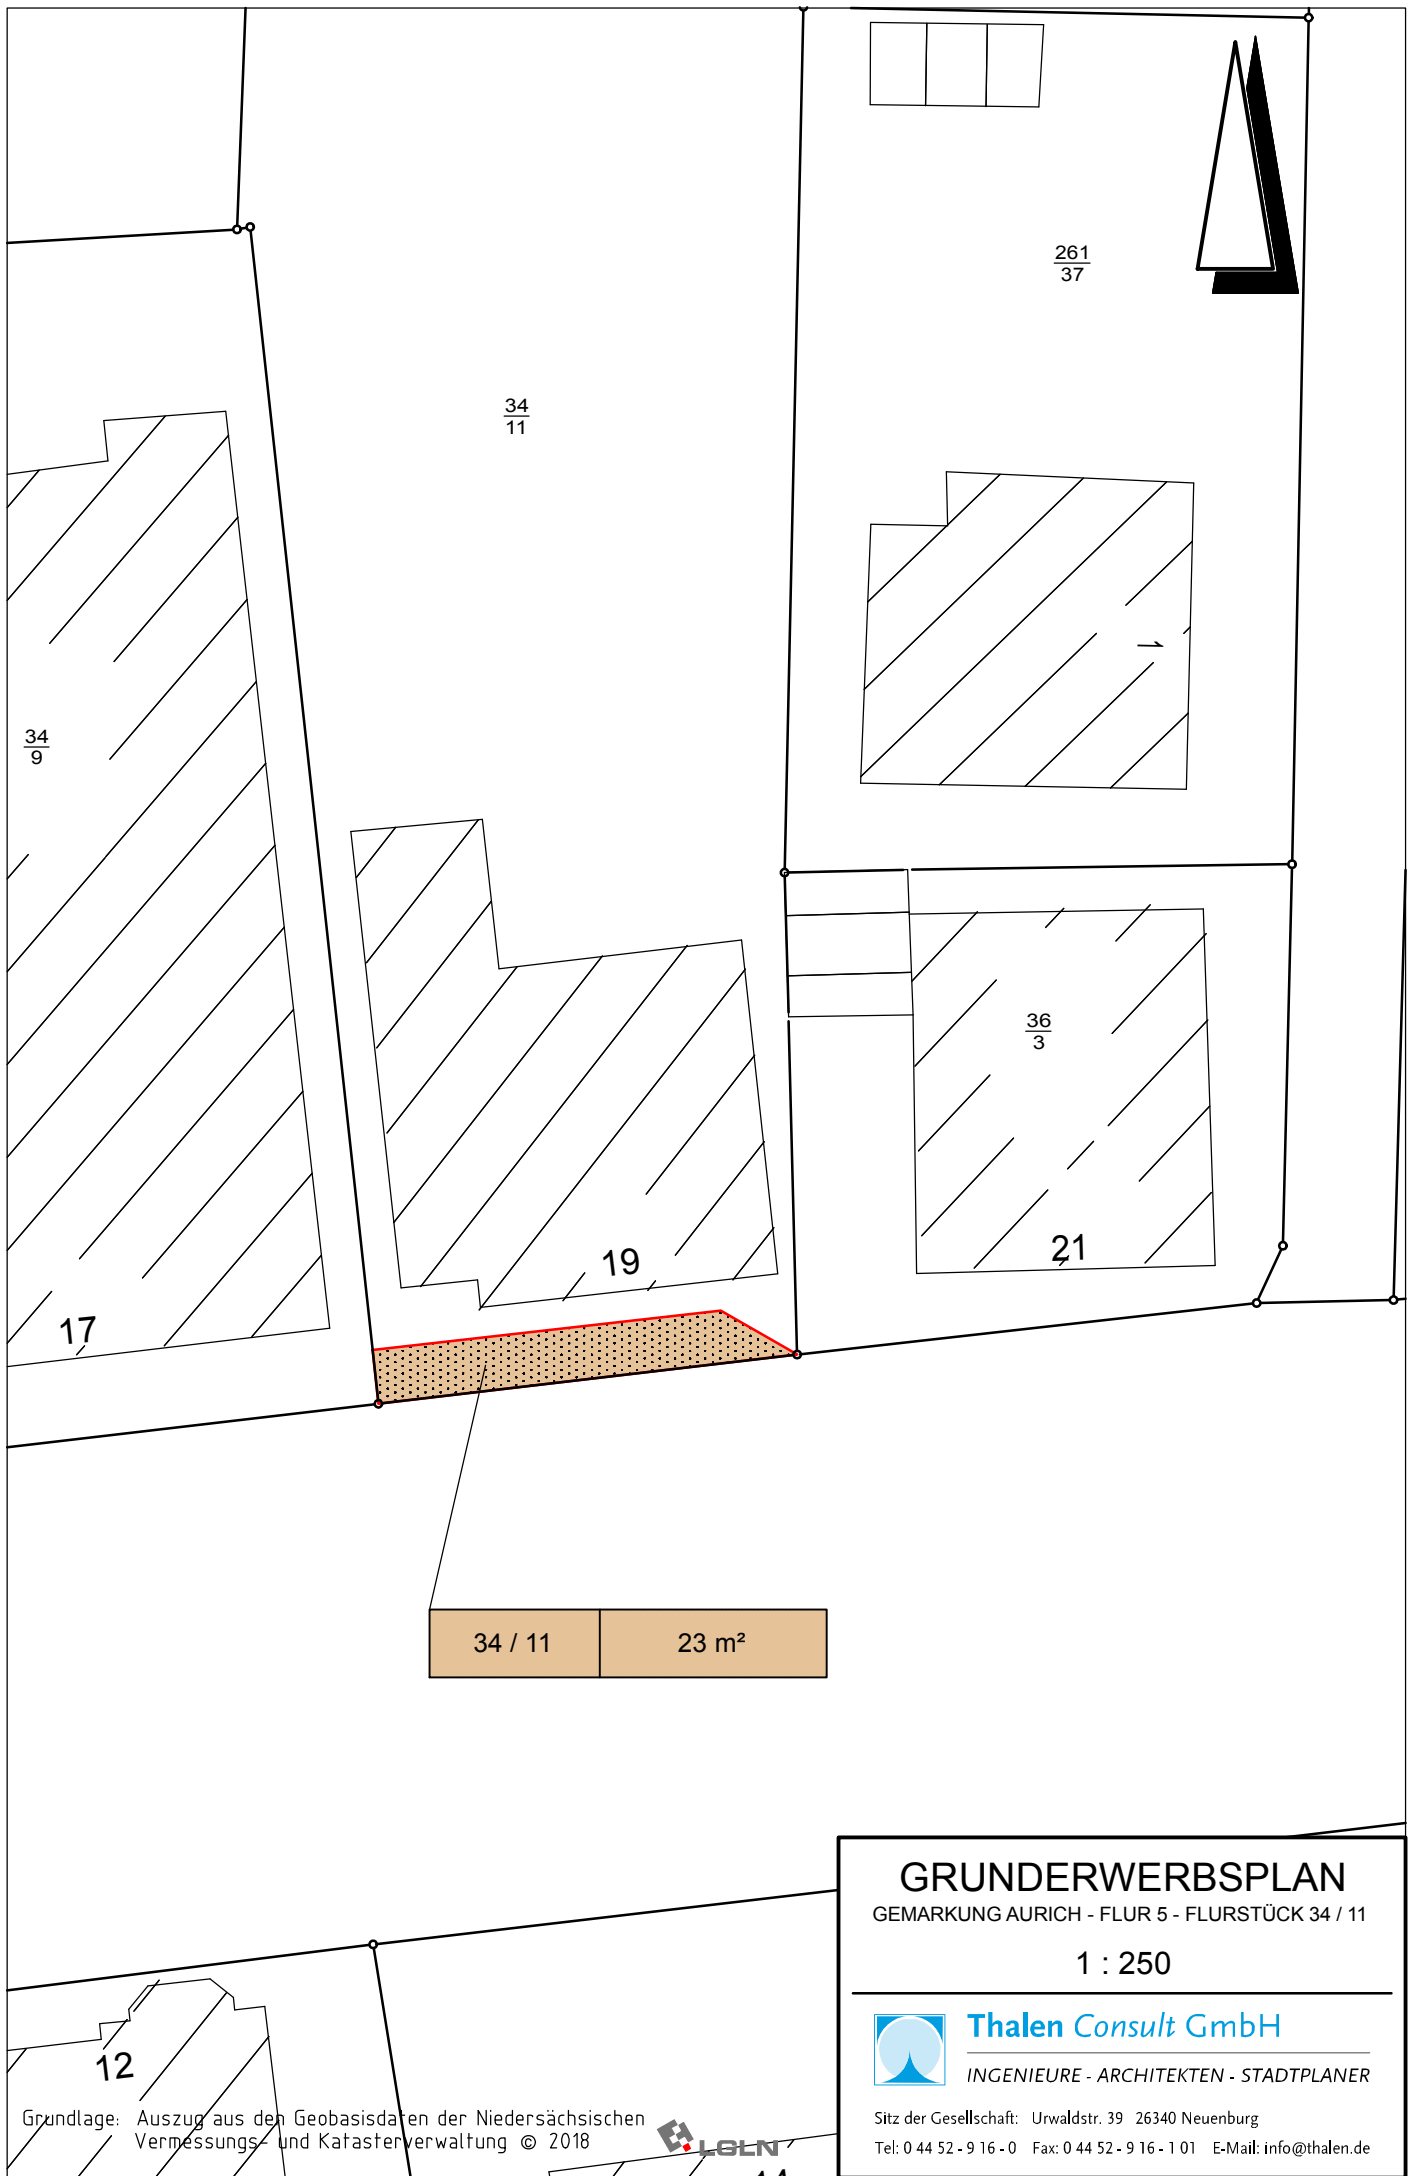 261
37
34
11
1
34
9
36
3
19
21
17
34 / 11
23 m²
GRUNDERWERBSPLAN
GEMARKUNG AURICH - FLUR 5 - FLURSTÜCK 34 / 11
1 : 250
Thalen Consult GmbH
INGENIEURE - ARCHITEKTEN - STADTPLANER
Sitz der Gesellschaft: Urwaldstr. 39 26340 Neuenburg
Tel: 0 44 52 - 9 16 - 0 Fax: 0 44 52 - 9 16 - 1 01 E-Mail: info@thalen.de
12
Grundlage: Auszug aus den Geobasisdaten der Niedersächsischen
Vermessungs- und Katasterverwaltung © 2018
LGLN